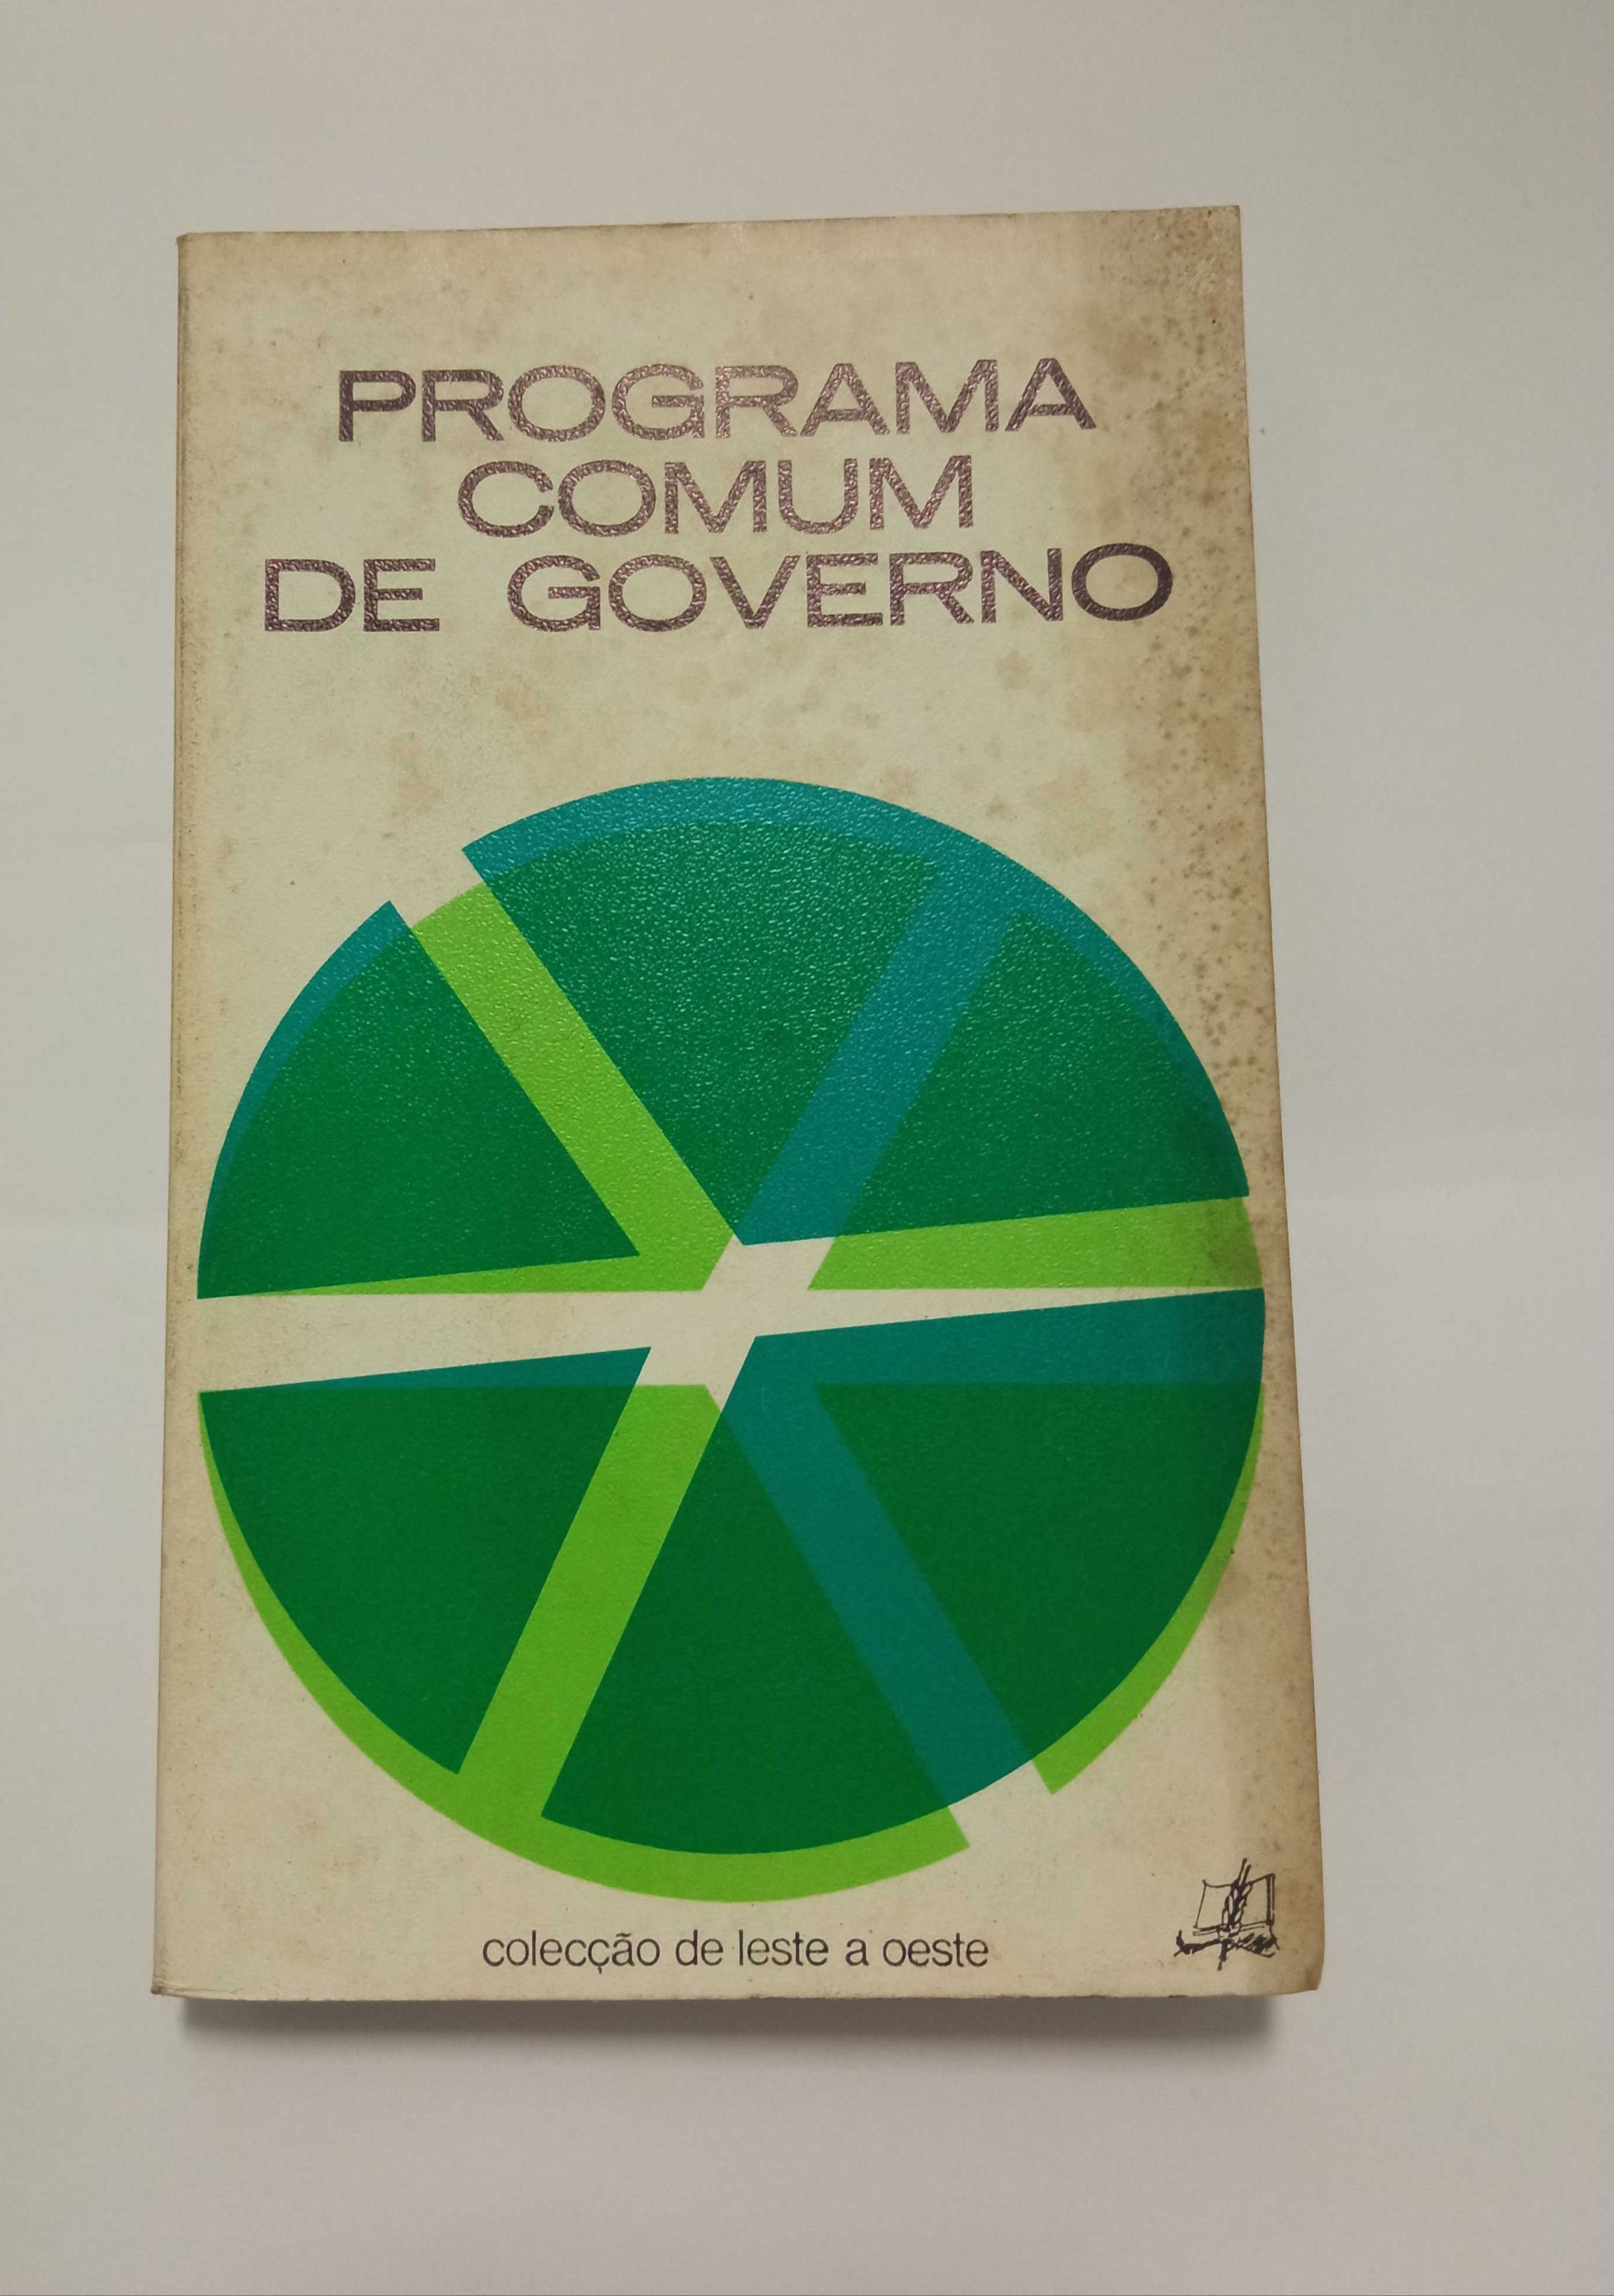 PROGRAMA
COMUM
DE GOVERNO
colecção de leste a oeste